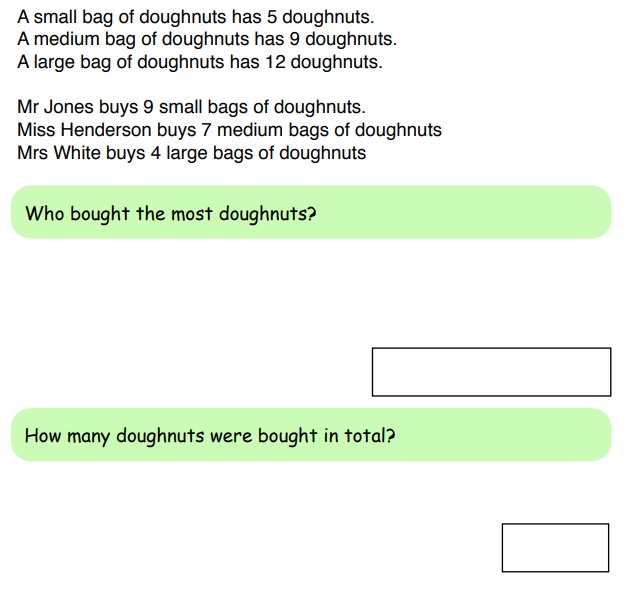 A small bag of doughnuts has 5 doughnuts.
A medium bag of doughnuts has 9 doughnuts.
A large bag of doughnuts has 12 doughnuts.
Mr Jones buys 9 small bags of doughnuts.
Miss Henderson buys 7 medium bags of doughnuts
Mrs White buys 4 large bags of doughnuts
Who bought the most doughnuts?
How many doughnuts were bought in total?